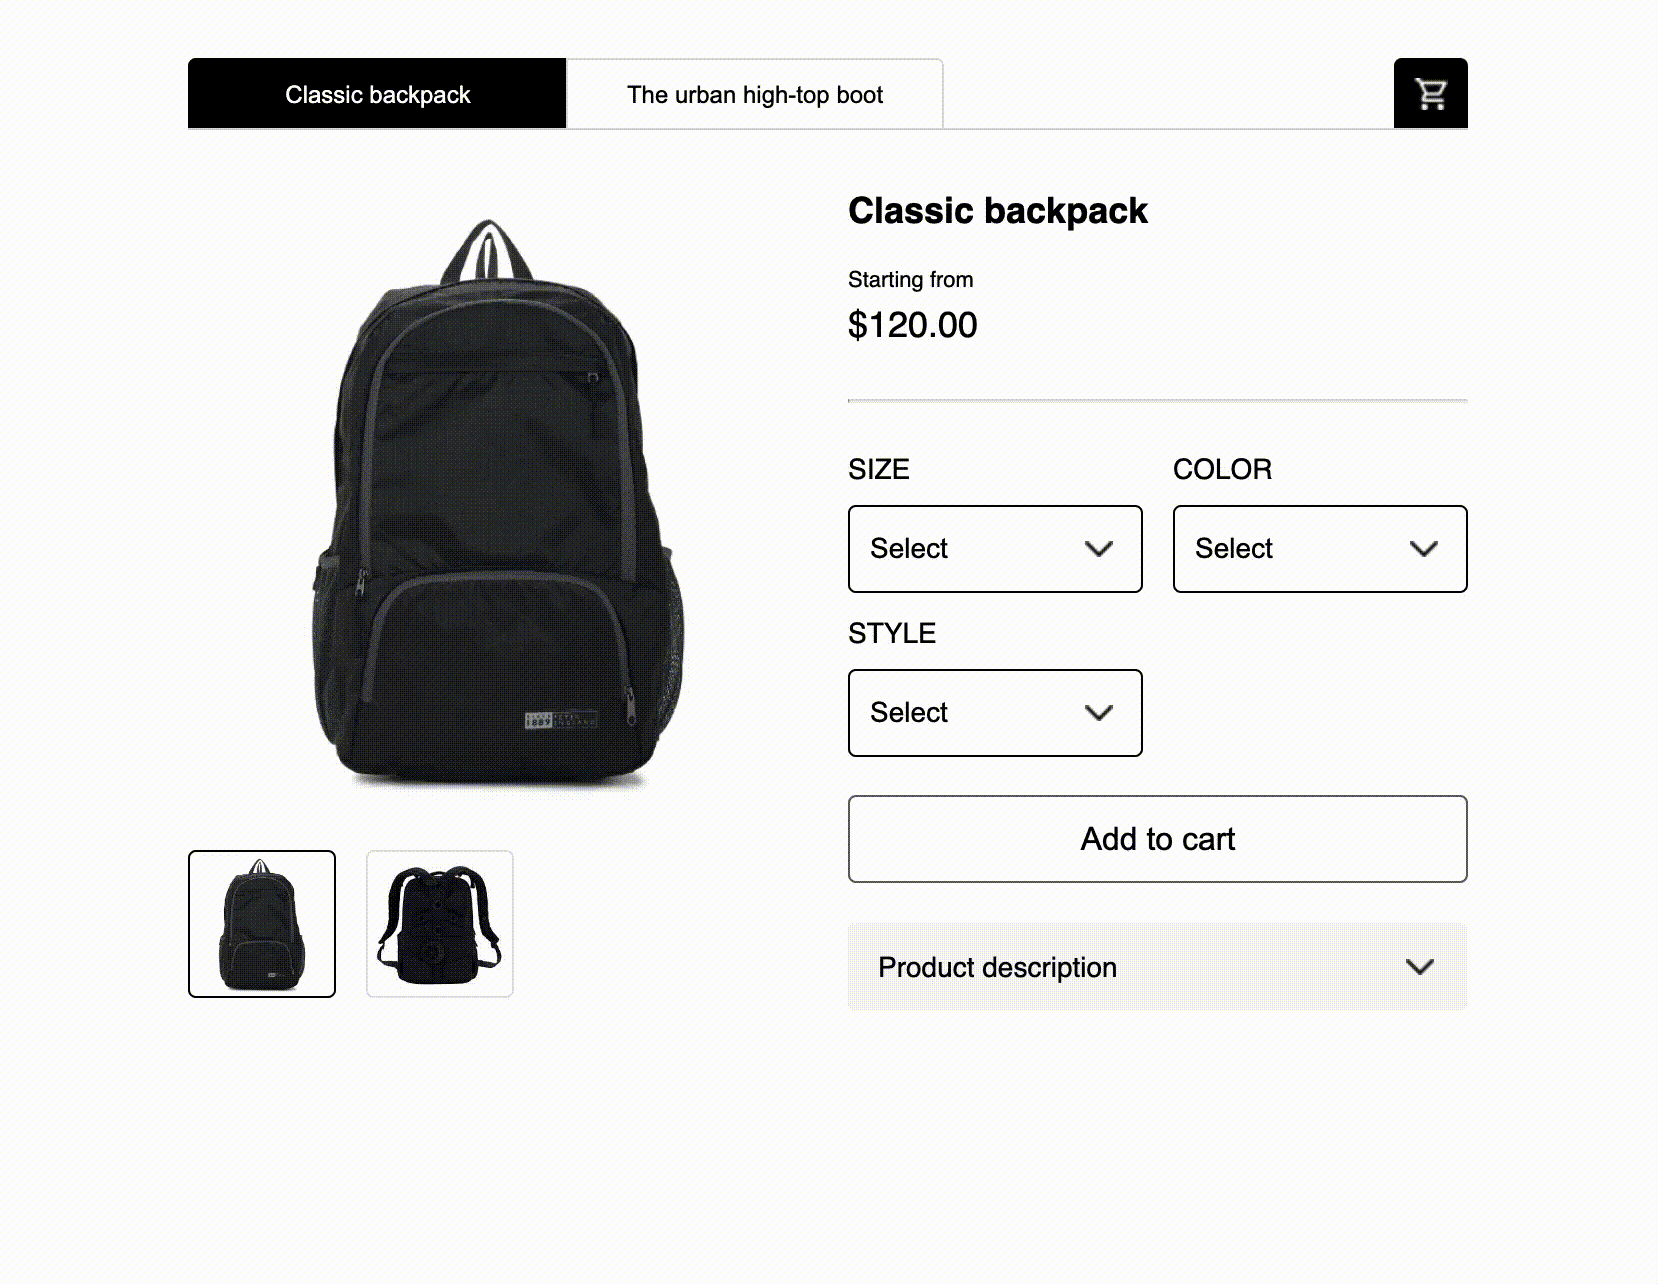 Classic backpack
The urban high-top boot
Classic backpack
Starting from
$120.00
SIZE
COLOR
Select
Select
STYLE
Select
1889
Add to cart
Product description